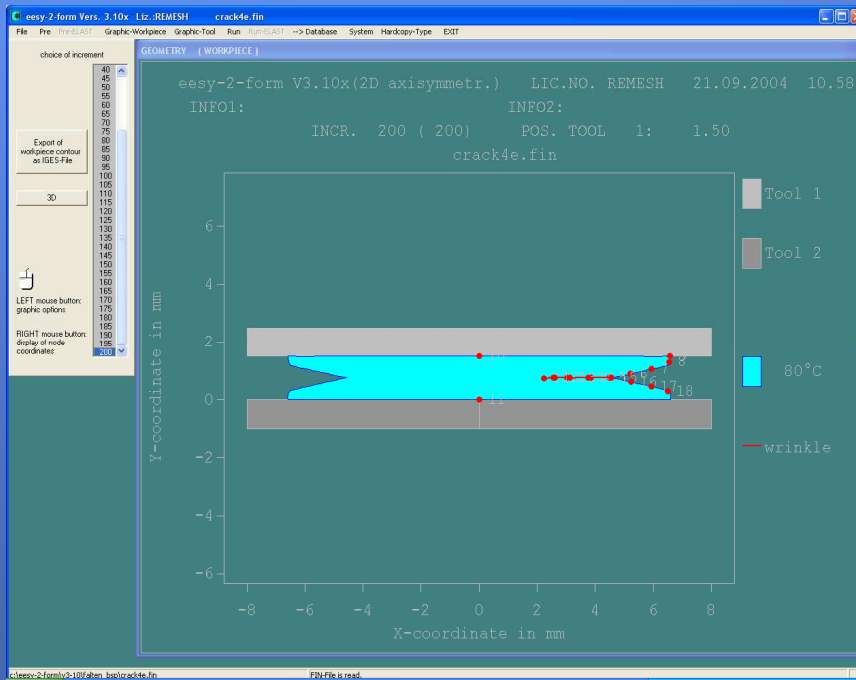 eesy-2-form Vers. 3.10x Liz.:REMESH crack4e.fin
File Pre Pre-ELAST Graphic-Workpiece Graphic-Tool Run Run-ELAST --> Database System Hardcopy-Type EXIT
choice of increment
40
45
50
55
60
65
70
75
80
85
90
95
100
105
110
115
120
125
130
135
140
145
150
155
160
165
170
175
180
185
190
195
200
Export of
workpiece contour
as IGES-File
3D
LEFT mouse button:
graphic options
RIGHT mouse button:
display of node
coordinates
GEOMETRY ( WORKPIECE )
eesy-2-form V3.10x(2D axisymmetr.) LIC.NO. REMESH 21.09.2004 10.58
INFO1: INFO2:
INCR. 200 ( 200) POS. TOOL 1: 1.50
crack4e.fin
Tool 1
Tool 2
80°C
wrinkle
Y-coordinate in mm
6
4
2
0
-2
-4
-6
8
7
17
18
11
-8 -6 -4 -2 0 2 4 6 8
X-coordinate in mm
c:\eesy-2-form\v3-10\falten_bsp\crack4e.fin FIN-File is read.